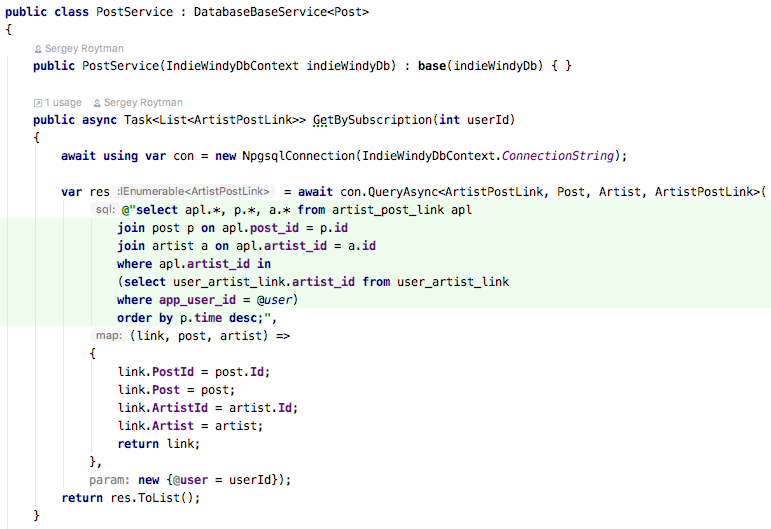 public class PostService : DatabaseBaseService<Post>
{
Sergey Roytman
public PostService(IndieWindyDbContext indieWindyDb) : base(indieWindyDb) { }
1 usage Sergey Roytman
public async Task<List<ArtistPostLink>> GetBySubscription(int userId)
{
await using var con = new NpgsqlConnection(IndieWindyDbContext.ConnectionString);
var res :IEnumerable<ArtistPostLink> = await con.QueryAsync<ArtistPostLink, Post, Artist, ArtistPostLink>(
sql: @"select apl.*, p.*, a.* from artist_post_link apl
join post p on apl.post_id = p.id
join artist a on apl.artist_id = a.id
where apl.artist_id in
(select user_artist_link.artist_id from user_artist_link
where app_user_id = @user)
order by p.time desc;",
map: (link, post, artist) =>
{
link.PostId = post.Id;
link.Post = post;
link.ArtistId = artist.Id;
link.Artist = artist;
return link;
},
param: new {@user = userId});
return res.ToList();
}